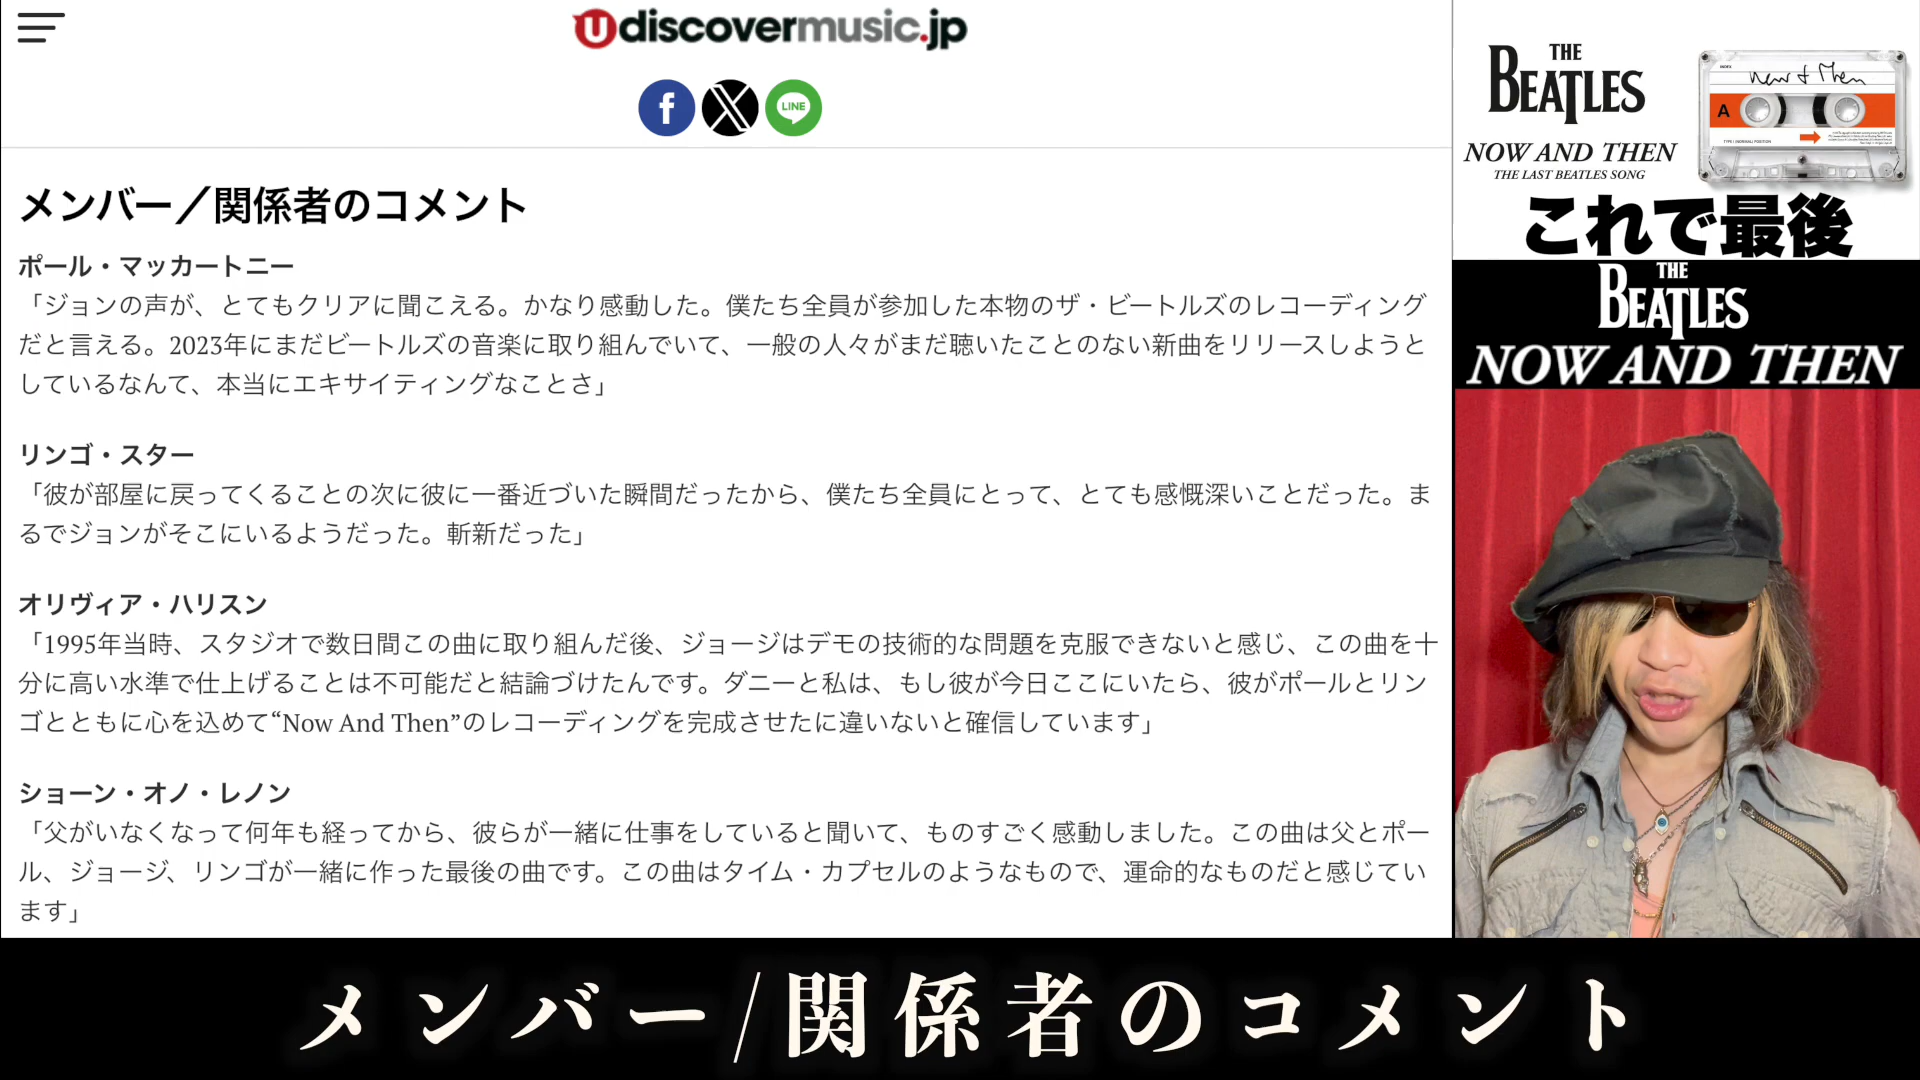 udiscovermusic.jp
f
X
LINE
メンバー／関係者のコメント
ポール・マッカートニー
「ジョンの声が、とてもクリアに聞こえる。かなり感動した。僕たち全員が参加した本物のザ・ビートルズのレコーディング
だと言える。2023年にまだビートルズの音楽に取り組んでいて、一般の人々がまだ聴いたことのない新曲をリリースしようと
しているなんて、本当にエキサイティングなことさ」
リンゴ・スター
「彼が部屋に戻ってくることの次に彼に一番近づいた瞬間だったから、僕たち全員にとって、とても感慨深いことだった。ま
るでジョンがそこにいるようだった。斬新だった」
オリヴィア・ハリスン
「1995年当時、スタジオで数日間この曲に取り組んだ後、ジョージはデモの技術的な問題を克服できないと感じ、この曲を十
分に高い水準で仕上げることは不可能だと結論づけたんです。ダニーと私は、もし彼が今日ここにいたら、彼がポールとリン
ゴとともに心を込めて“Now And Then”のレコーディングを完成させたに違いないと確信しています」
ショーン・オノ・レノン
「父がいなくなって何年も経ってから、彼らが一緒に仕事をしていると聞いて、ものすごく感動しました。この曲は父とポー
ル、ジョージ、リンゴが一緒に作った最後の曲です。この曲はタイム・カプセルのようなもので、運命的なものだと感じてい
ます」
THE
BEATLES
NOW AND THEN
THE LAST BEATLES SONG
Now & Then
A
これで最後
THE
BEATLES
NOW AND THEN
メンバー/関係者のコメント